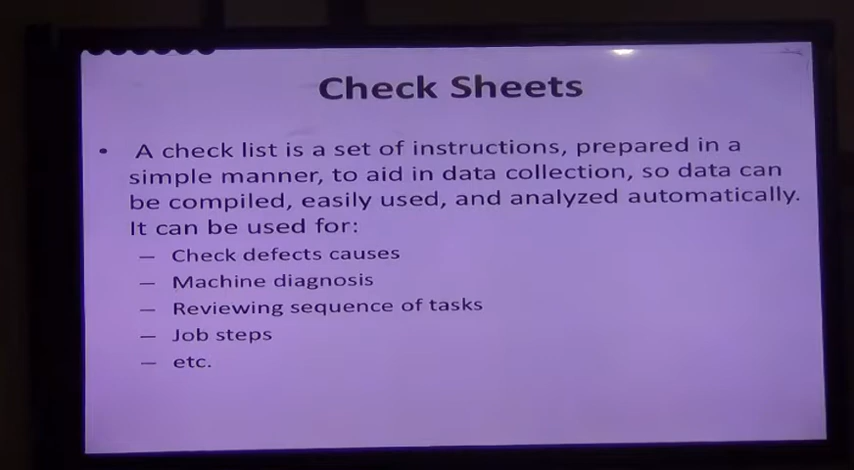 Check Sheets
• A check list is a set of instructions, prepared in a
simple manner, to aid in data collection, so data can
be compiled, easily used, and analyzed automatically.
It can be used for:
— Check defects causes
— Machine diagnosis
— Reviewing sequence of tasks
— Job steps
— etc.